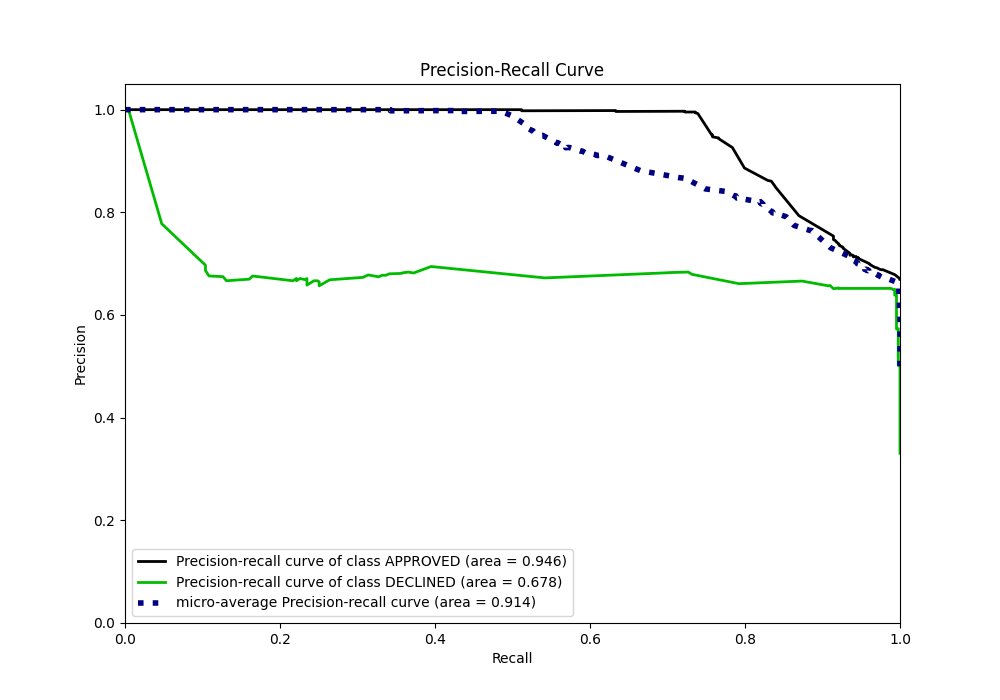 Precision-Recall Curve
1.0
0.8
0.6
0.4
0.2
0.0
Precision
Precision-recall curve of class APPROVED (area = 0.946)
Precision-recall curve of class DECLINED (area = 0.678)
micro-average Precision-recall curve (area = 0.914)
0.0 0.2 0.4 0.6 0.8 1.0
Recall